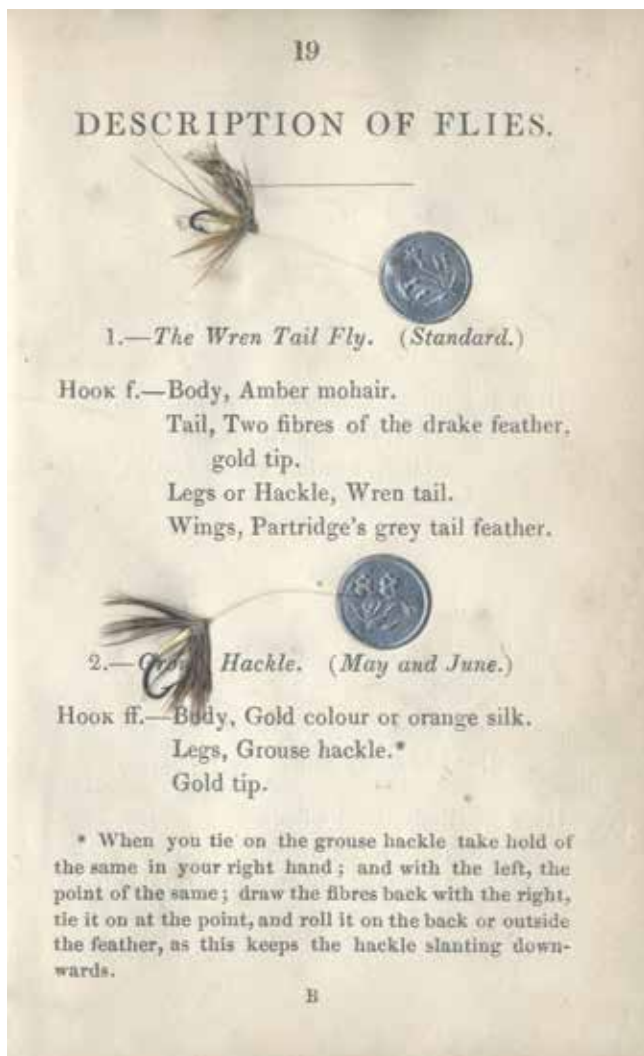 19
DESCRIPTION OF FLIES.
1.—The Wren Tail Fly. (Standard.)
Hook f.—Body, Amber mohair.
Tail, Two fibres of the drake feather,
gold tip.
Legs or Hackle, Wren tail.
Wings, Partridge's grey tail feather.
2.— Hackle. (May and June.)
Hook ff.—Body, Gold colour or orange silk.
Legs, Grouse hackle.*
Gold tip.
* When you tie on the grouse hackle take hold of
the same in your right hand; and with the left, the
point of the same; draw the fibres back with the right,
tie it on at the point, and roll it on the back or outside
the feather, as this keeps the hackle slanting down-
wards.
B